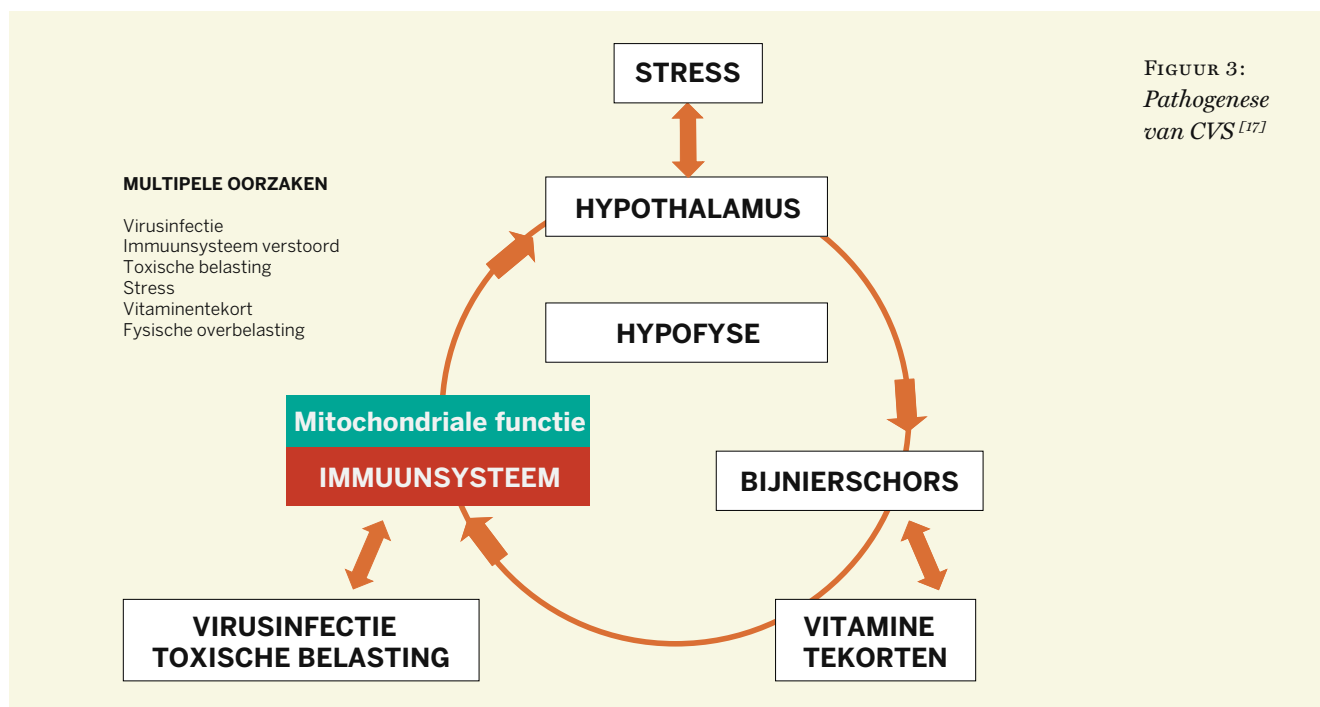 STRESS
FIGUUR 3:
Pathogenese
van CVS [17]
MULTIPELE OORZAKEN
Virusinfectie
Immuunsysteem verstoord
Toxische belasting
Stress
Vitaminentekort
Fysische overbelasting
HYPOTHALAMUS
HYPOFYSE
Mitochondriale functie
IMMUUNSYSTEEM
BIJNIERSCHORS
VIRUSINFECTIE
TOXISCHE BELASTING
VITAMINE
TEKORTEN